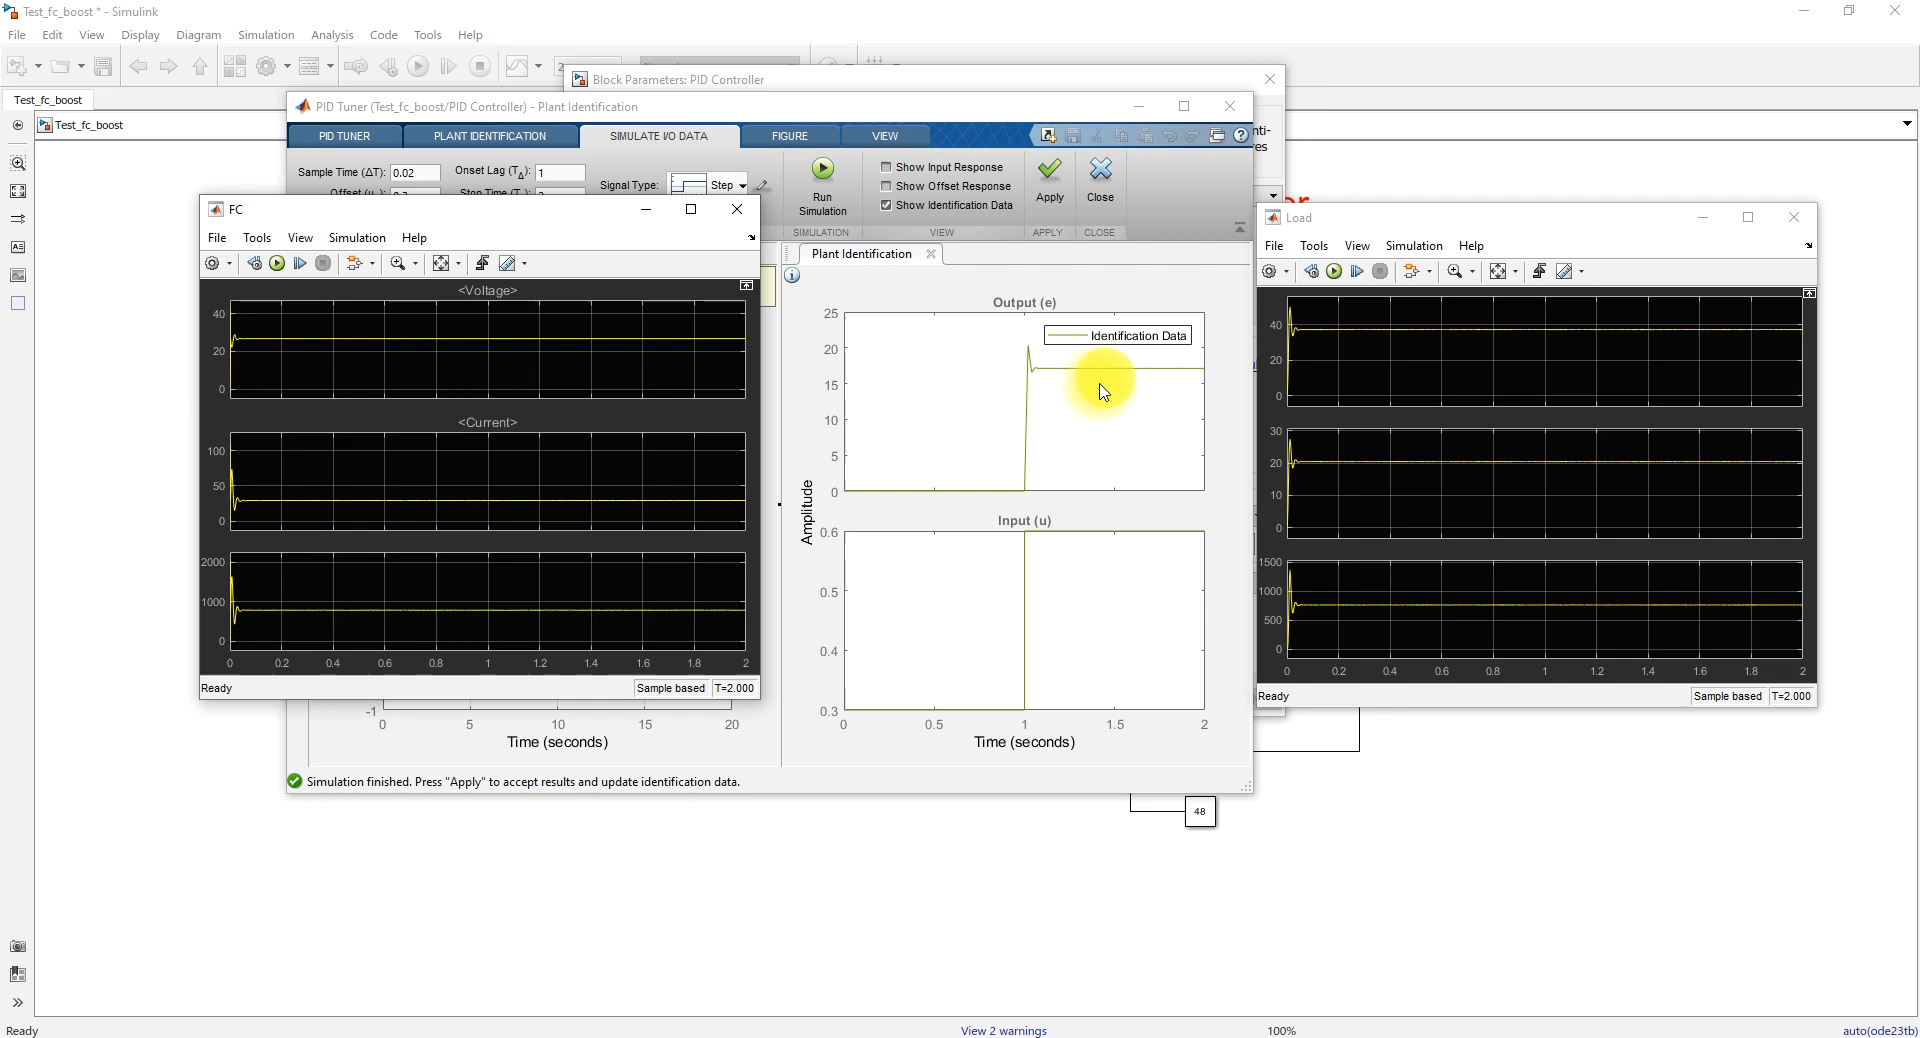 Test_fc_boost * - Simulink
File Edit View Display Diagram Simulation Analysis Code Tools Help
Block Parameters: PID Controller
Test_fc_boost
PID Tuner (Test_fc_boost/PID Controller) - Plant Identification
Test_fc_boost
PID TUNER PLANT IDENTIFICATION SIMULATE I/O DATA FIGURE VIEW
Sample Time (ΔT): 0.02 Onset Lag (TΔ): 1
Signal Type: Step
Run Simulation
Show Input Response
Show Offset Response
Show Identification Data
Apply Close
SIMULATION VIEW APPLY CLOSE
FC
File Tools View Simulation Help
<Voltage>
40
20
0
<Current>
100
50
0
2000
1000
0
0 0.2 0.4 0.6 0.8 1 1.2 1.4 1.6 1.8 2
Ready Sample based T=2.000
-1
0 5 10 15 20
Time (seconds)
Plant Identification
Output (e)
Identification Data
25
20
15
10
5
0
Amplitude
Input (u)
0.6
0.5
0.4
0.3
0 0.5 1 1.5 2
Time (seconds)
Simulation finished. Press "Apply" to accept results and update identification data.
Load
File Tools View Simulation Help
40
20
0
30
20
10
0
1500
1000
500
0
0 0.2 0.4 0.6 0.8 1 1.2 1.4 1.6 1.8 2
Ready Sample based T=2.000
48
Ready View 2 warnings 100% auto(ode23tb)